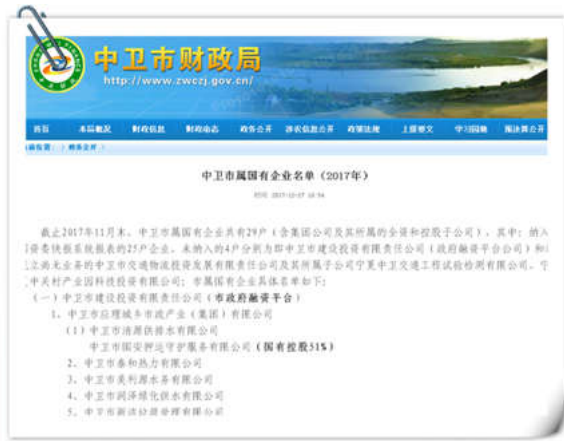 中卫市财政局
http://www.zwczj.gov.cn/
首页 本局概况 财政信息 财政动态 政务公开 涉农信息公开 政策法规 上级要文 学习园地 预决算公开
中卫市属国有企业名单（2017年）
时间 2017-12-07
截止2017年11月末，中卫市属国有企业共有29户（含集团公司及其所属的全资和控股子公司），其中：纳入
国资委快报系统报表的25户企业，未纳入的4户分别为即中卫市建设投资有限责任公司（政府融资平台公司）和
立尚无业务的中卫市交通物流投资发展有限责任公司及其所属子公司宁夏中卫交通工程试验检测有限公司、宁
中关村产业园科技投资有限公司；市属国有企业具体名单如下：
（一）中卫市建设投资有限责任公司（市政府融资平台）
1、中卫市应理城乡市政产业（集团）有限公司
（1）中卫市清源供排水有限公司
中卫市国安押运守护服务有限公司（国有控股51%）
2、中卫市泰和热力有限公司
3、中卫市美利源水务有限公司
4、中卫市润泽绿化供水有限公司
5、中卫市